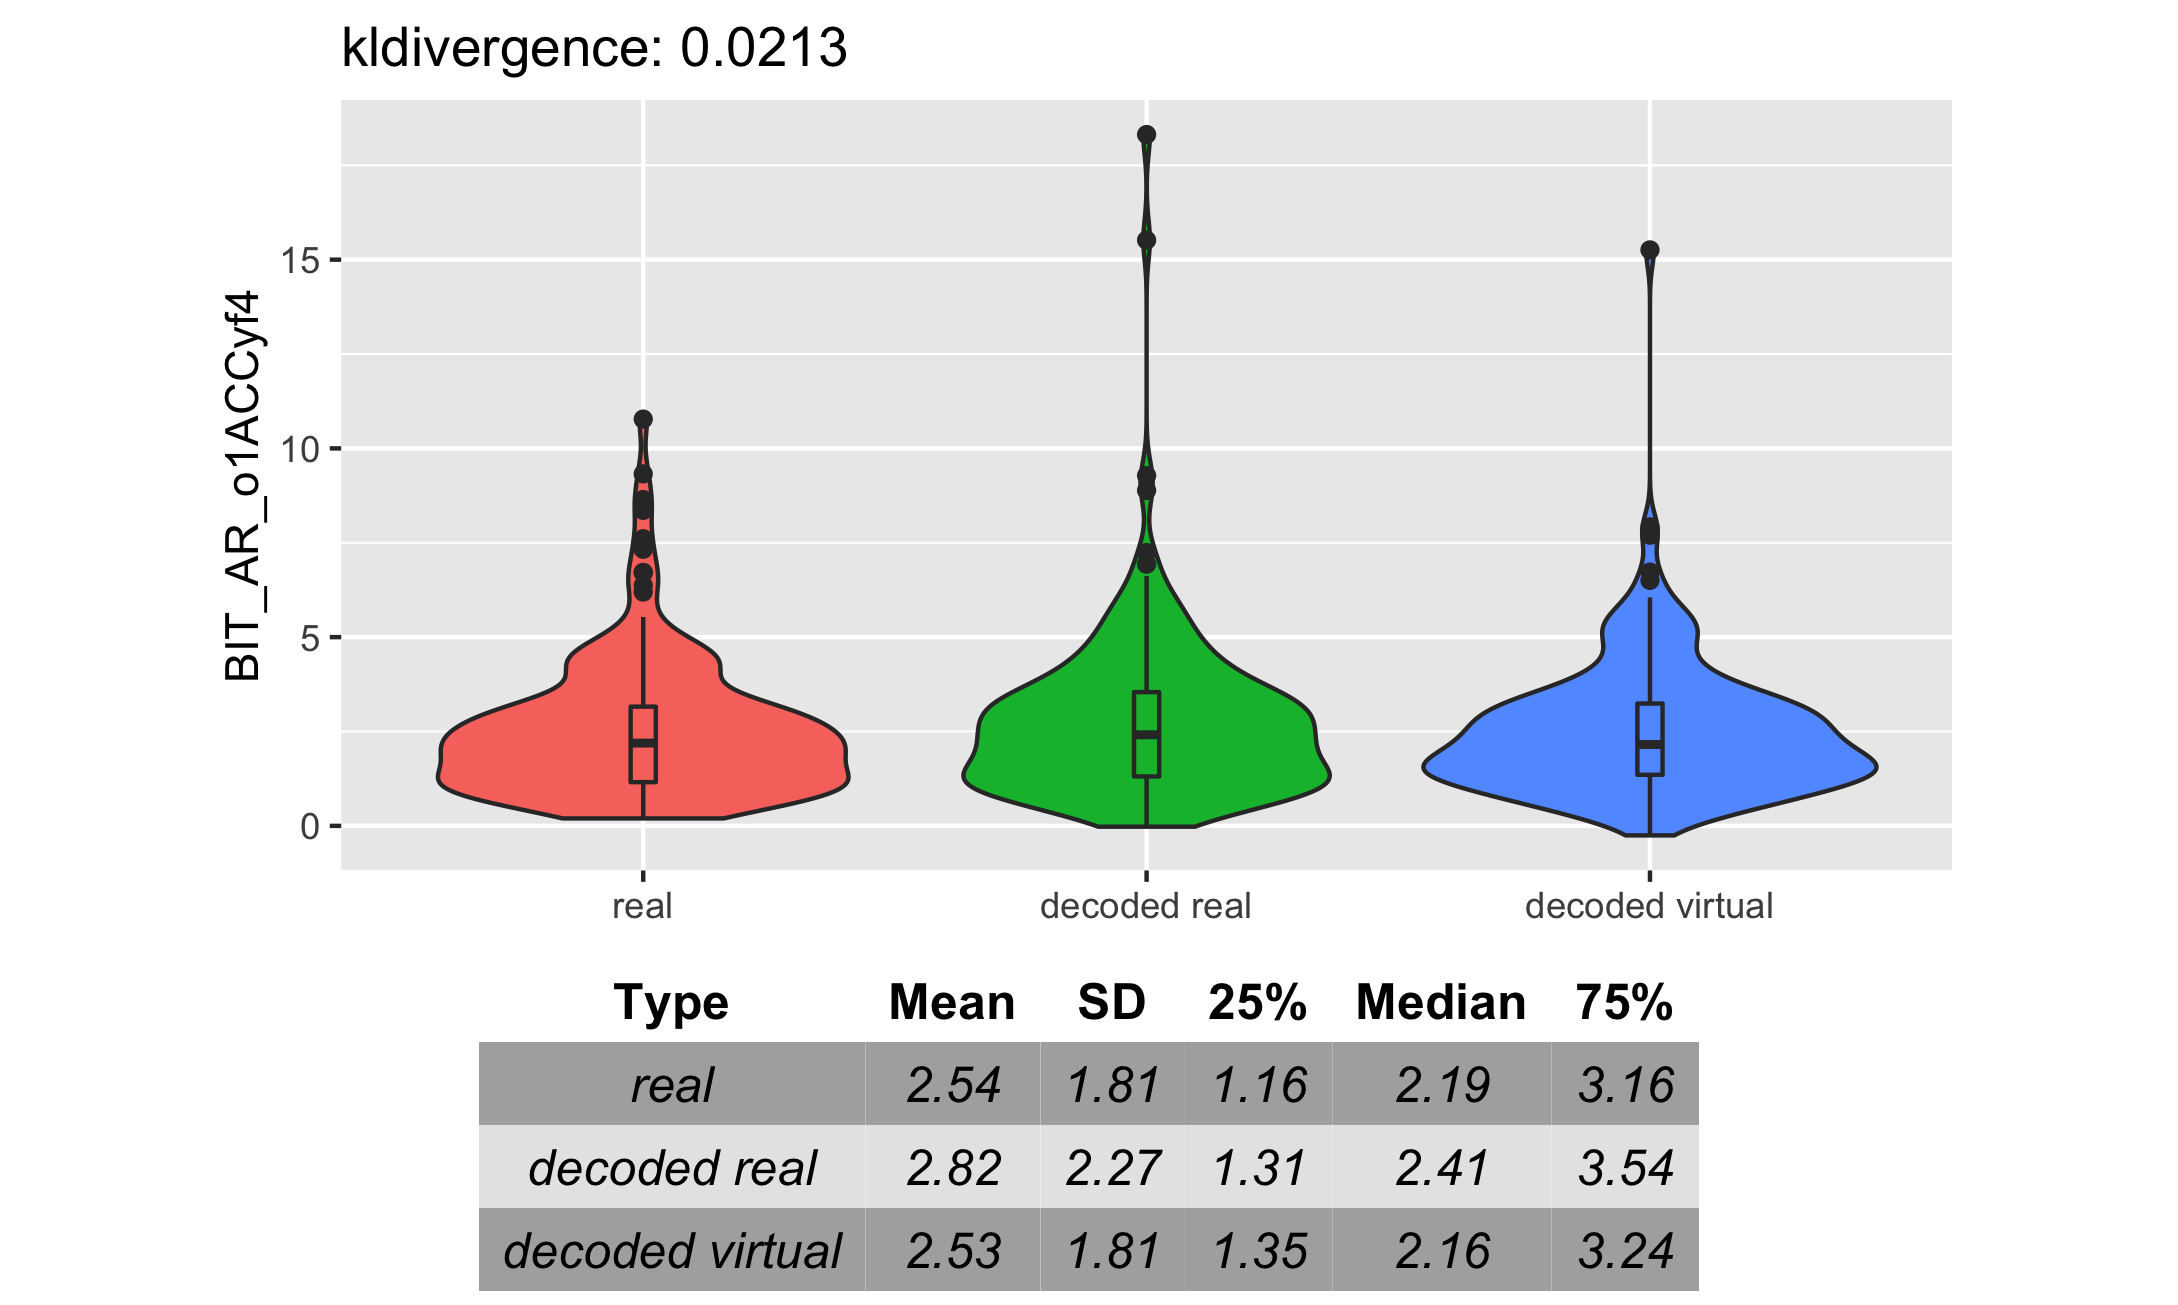 kldivergence: 0.0213
BIT_AR_o1ACCyf4
15
10
5
0
real decoded real decoded virtual
Type Mean SD 25% Median 75%
real 2.54 1.81 1.16 2.19 3.16
decoded real 2.82 2.27 1.31 2.41 3.54
decoded virtual 2.53 1.81 1.35 2.16 3.24